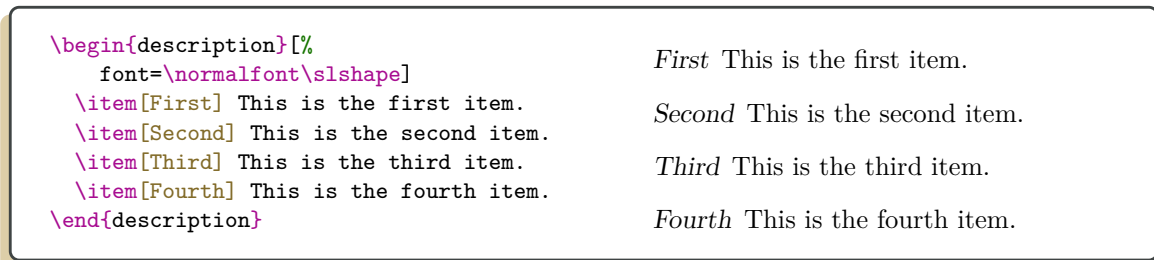 \begin{description}[%
    font=\normalfont\slshape]
  \item[First] This is the first item.
  \item[Second] This is the second item.
  \item[Third] This is the third item.
  \item[Fourth] This is the fourth item.
\end{description}
First This is the first item.
Second This is the second item.
Third This is the third item.
Fourth This is the fourth item.